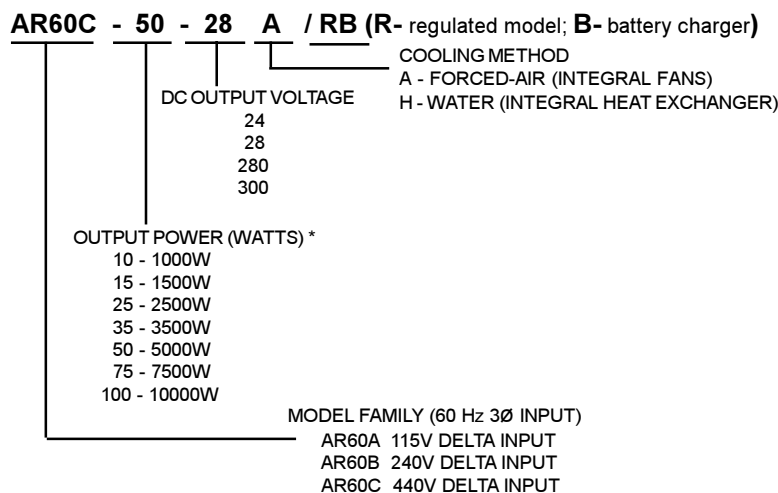 AR60C - 50 - 28 A / RB (R- regulated model; B- battery charger)
COOLING METHOD
A - FORCED-AIR (INTEGRAL FANS)
H - WATER (INTEGRAL HEAT EXCHANGER)
DC OUTPUT VOLTAGE
24
28
280
300
OUTPUT POWER (WATTS) *
10 - 1000W
15 - 1500W
25 - 2500W
35 - 3500W
50 - 5000W
75 - 7500W
100 - 10000W
MODEL FAMILY (60 Hz 3Ø INPUT)
AR60A 115V DELTA INPUT
AR60B 240V DELTA INPUT
AR60C 440V DELTA INPUT